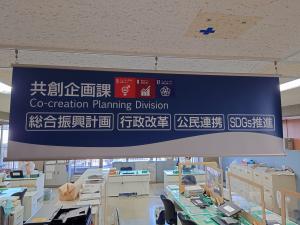 共創企画課
Co-creation Planning Division
総合振興計画 行政改革 公民連携 SDGs推進